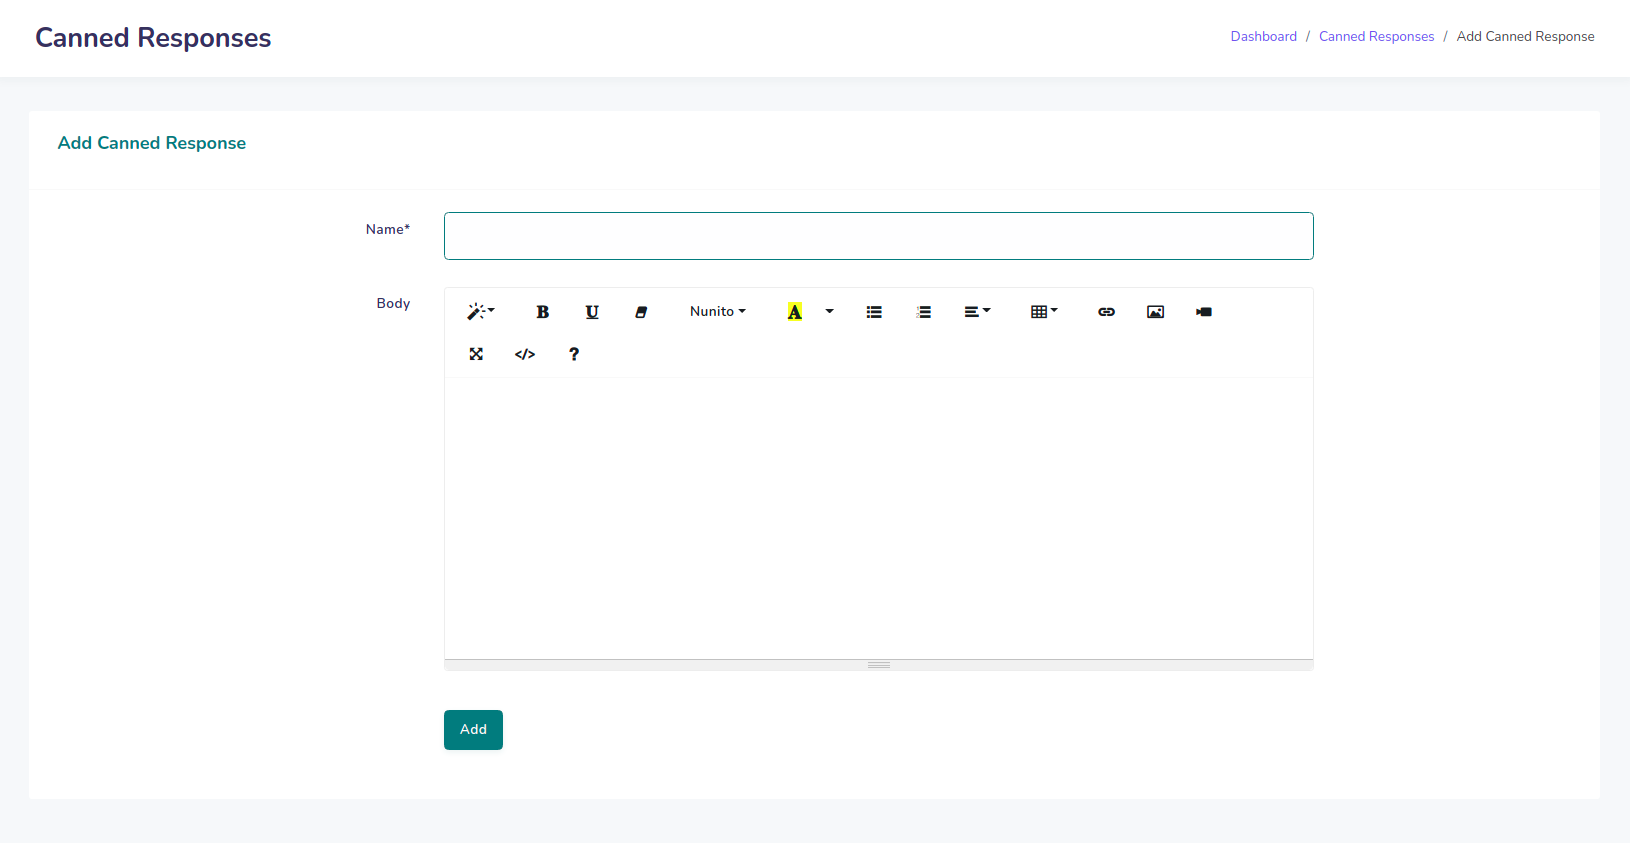 Canned Responses
Dashboard / Canned Responses / Add Canned Response
Add Canned Response
Name*
Body
B U Nunito A
</> ?
Add